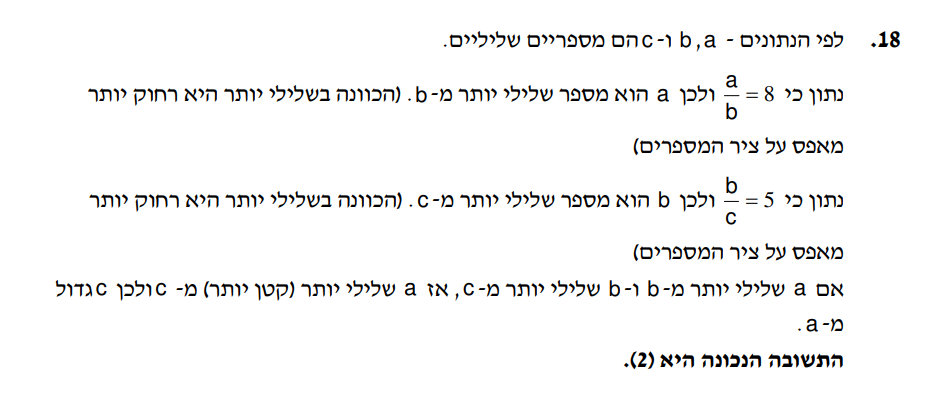 .18 לפי הנתונים - b,a ו-c הם מספריים שליליים.
נתון כי a/b = 8 ולכן a הוא מספר שלילי יותר מ-b. (הכוונה בשלילי יותר היא רחוק יותר
מאפס על ציר המספרים)
נתון כי b/c = 5 ולכן b הוא מספר שלילי יותר מ-c. (הכוונה בשלילי יותר היא רחוק יותר
מאפס על ציר המספרים)
אם a שלילי יותר מ-b ו-b שלילי יותר מ-c, אז a שלילי יותר (קטן יותר) מ- c ולכן c גדול
מ-a.
התשובה הנכונה היא (2).